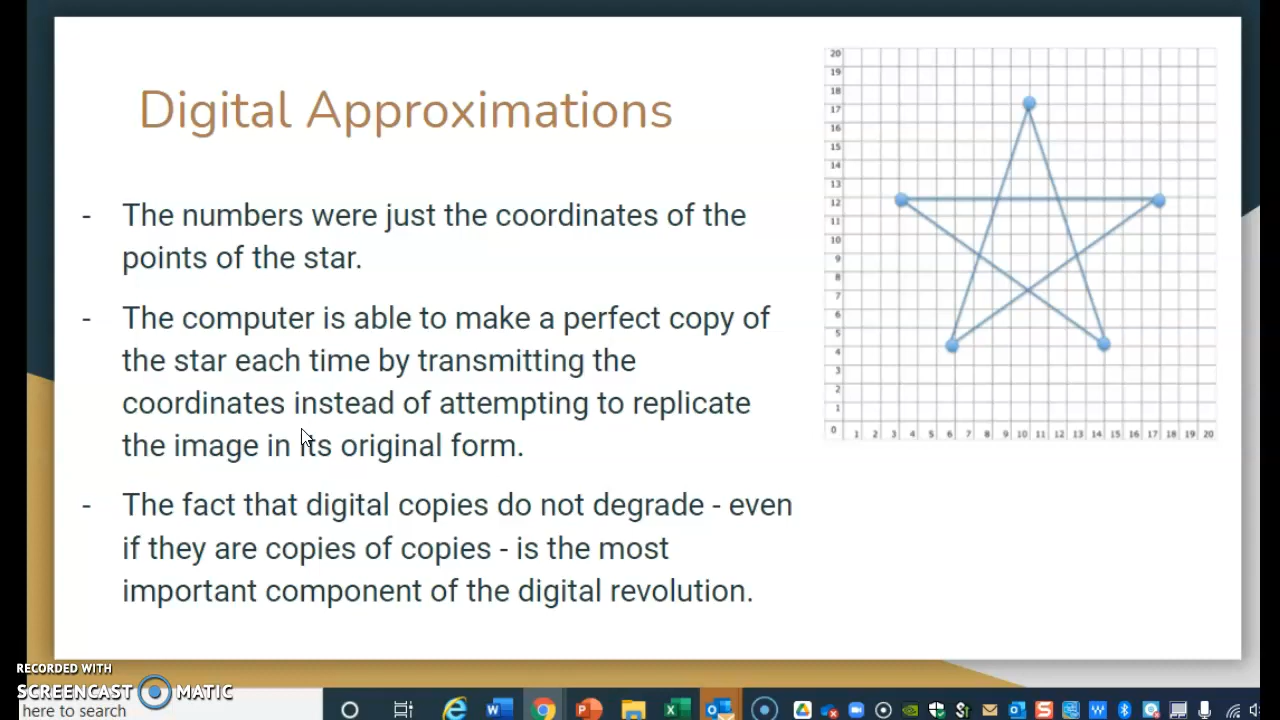 Digital Approximations
- The numbers were just the coordinates of the
points of the star.
- The computer is able to make a perfect copy of
the star each time by transmitting the
coordinates instead of attempting to replicate
the image in its original form.
- The fact that digital copies do not degrade - even
if they are copies of copies - is the most
important component of the digital revolution.
20
19
18
17
16
15
14
13
12
11
10
9
8
7
6
5
4
3
2
1
0 1 2 3 4 5 6 7 8 9 10 11 12 13 14 15 16 17 18 19 20
RECORDED WITH
SCREENCAST MATIC
here to search